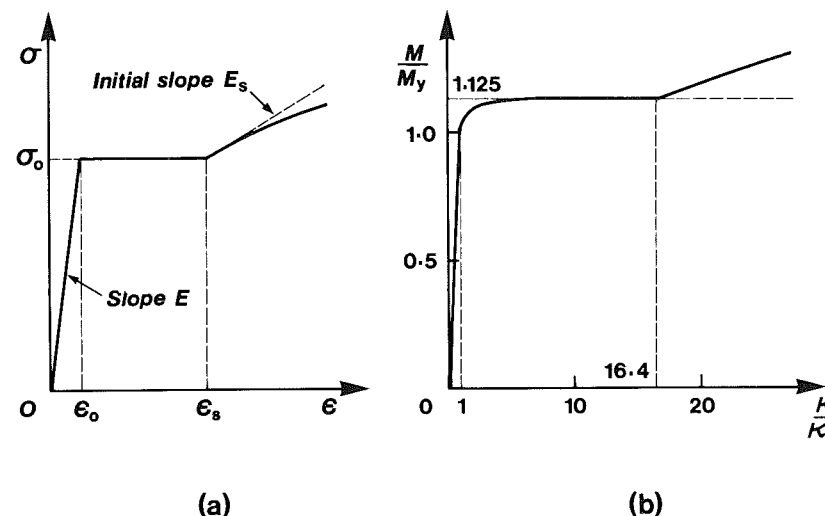 σ
Initial slope Eₛ
σ₀
Slope E
O
ϵ₀
ϵₛ
ϵ
(a)
M
M_y
1·125
1·0
0·5
16·4
0
1
10
20
(b)